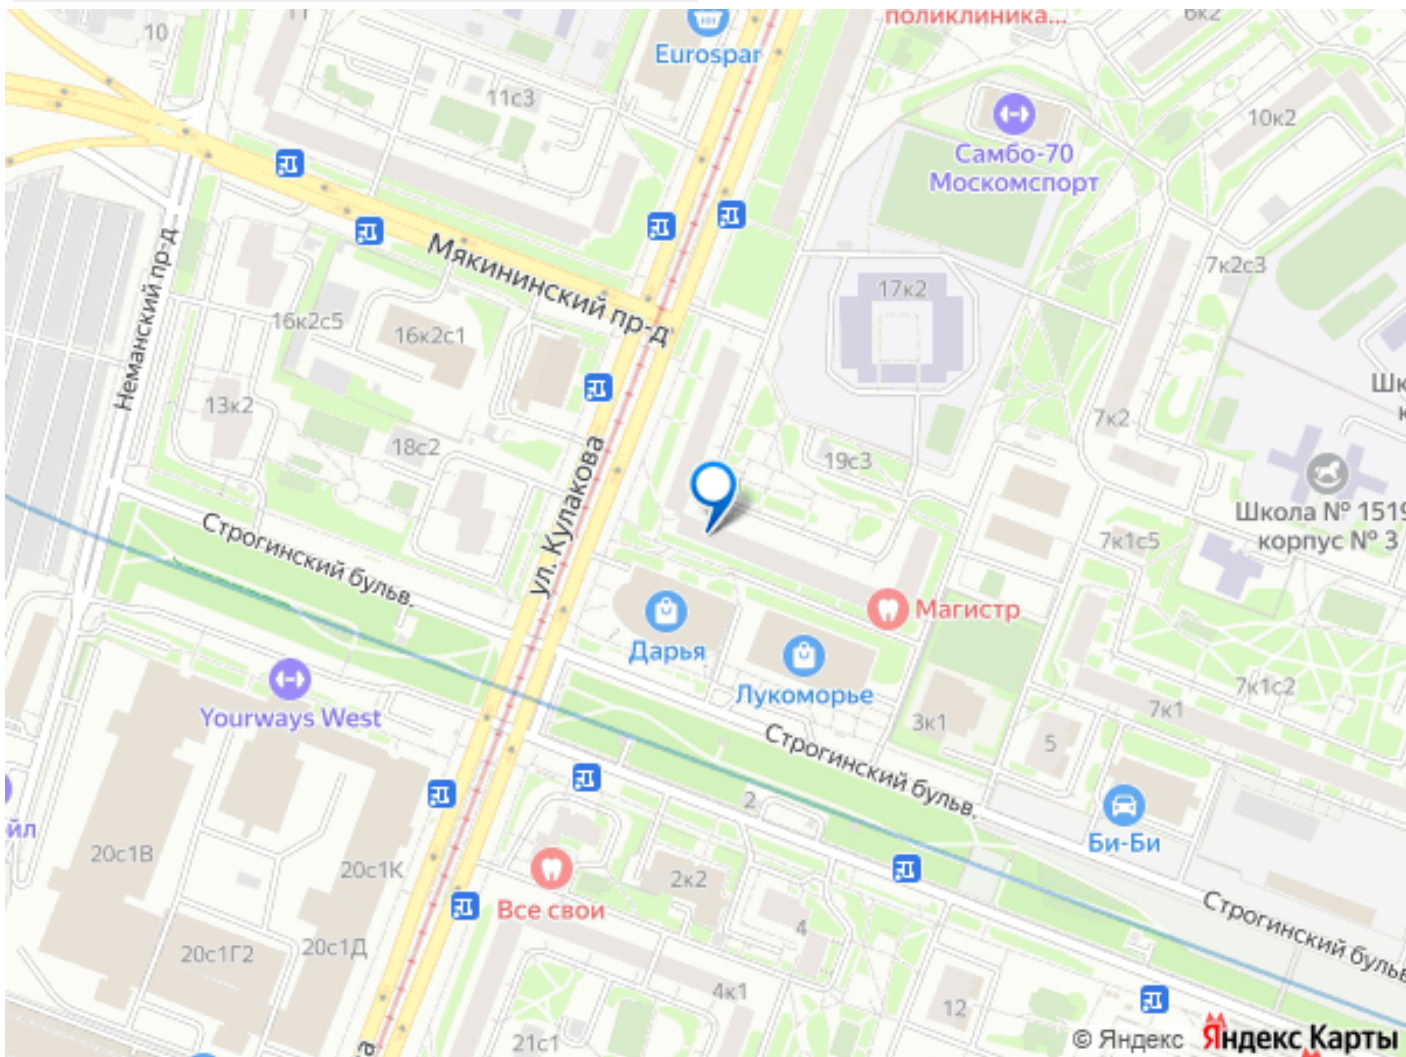 поликлиника...
6к2
10
11
Eurospar
11с3
10к2
Самбо-70
Москомспорт
Мякининский пр-д
Неманский пр-д
7к2с3
17к2
16к2с5
16к2с1
13к2
18с2
7к2
19с3
ул. Кулакова
Школа № 1519
корпус № 3
7к1с5
Строгинский бульв.
Магистр
Дарья
Лукоморье
Yourways West
7к1с2
7к1
3к1
5
Строгинский бульв.
2
Би-Би
йл
20с1В
20с1К
2к2
Все свои
4
Строгинский бульв
20с1Г2
20с1Д
4к1
12
21с1
© Яндекс
Яндекс Карты